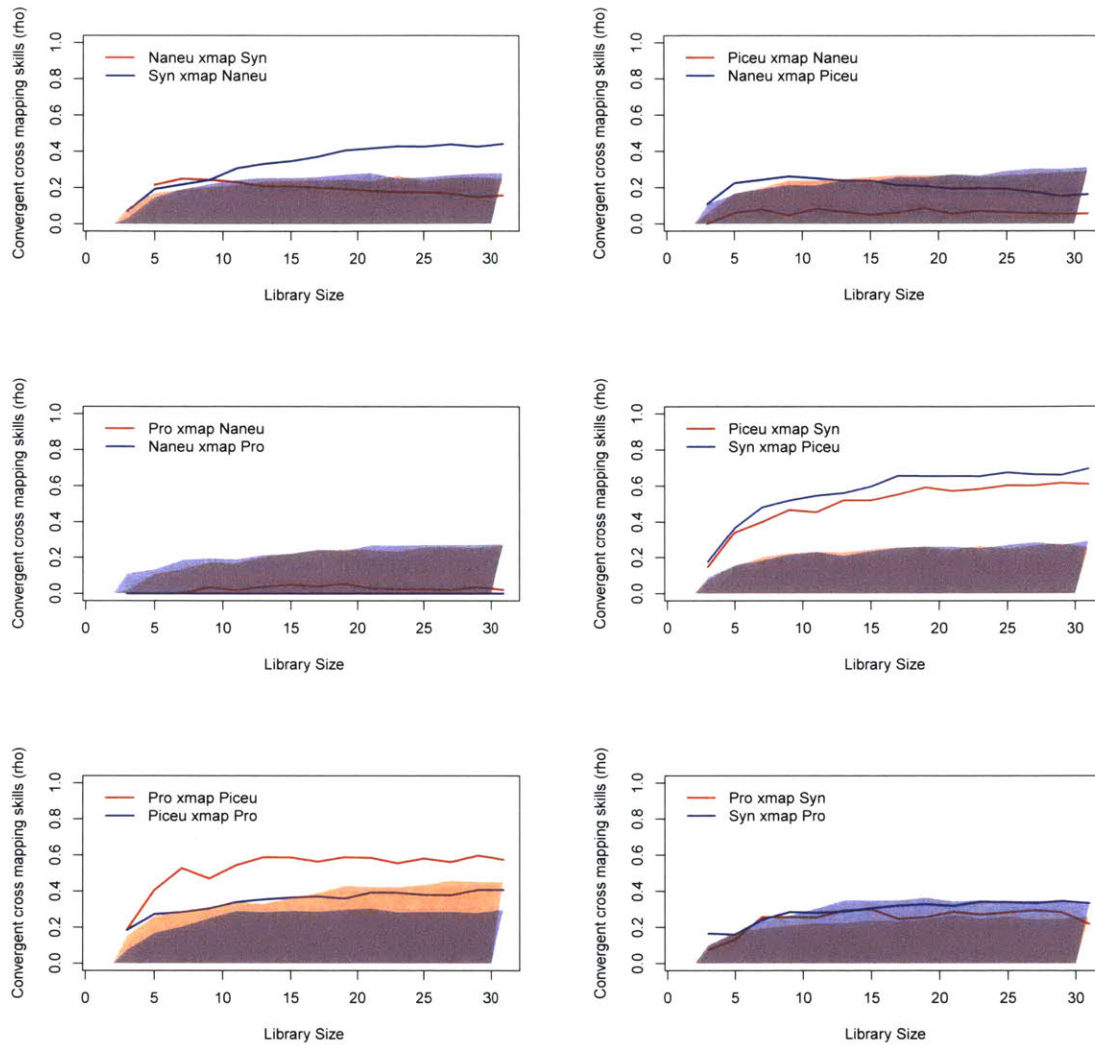 Convergent cross mapping skills (rho)
1.0
0.8
0.6
0.4
0.2
0.0
Naneu xmap Syn
Syn xmap Naneu
0 5 10 15 20 25 30
Library Size
Convergent cross mapping skills (rho)
1.0
0.8
0.6
0.4
0.2
0.0
Piceu xmap Naneu
Naneu xmap Piceu
0 5 10 15 20 25 30
Library Size
Convergent cross mapping skills (rho)
1.0
0.8
0.6
0.4
0.2
0.0
Pro xmap Naneu
Naneu xmap Pro
0 5 10 15 20 25 30
Library Size
Convergent cross mapping skills (rho)
1.0
0.8
0.6
0.4
0.2
0.0
Piceu xmap Syn
Syn xmap Piceu
0 5 10 15 20 25 30
Library Size
Convergent cross mapping skills (rho)
1.0
0.8
0.6
0.4
0.2
0.0
Pro xmap Piceu
Piceu xmap Pro
0 5 10 15 20 25 30
Library Size
Convergent cross mapping skills (rho)
1.0
0.8
0.6
0.4
0.2
0.0
Pro xmap Syn
Syn xmap Pro
0 5 10 15 20 25 30
Library Size